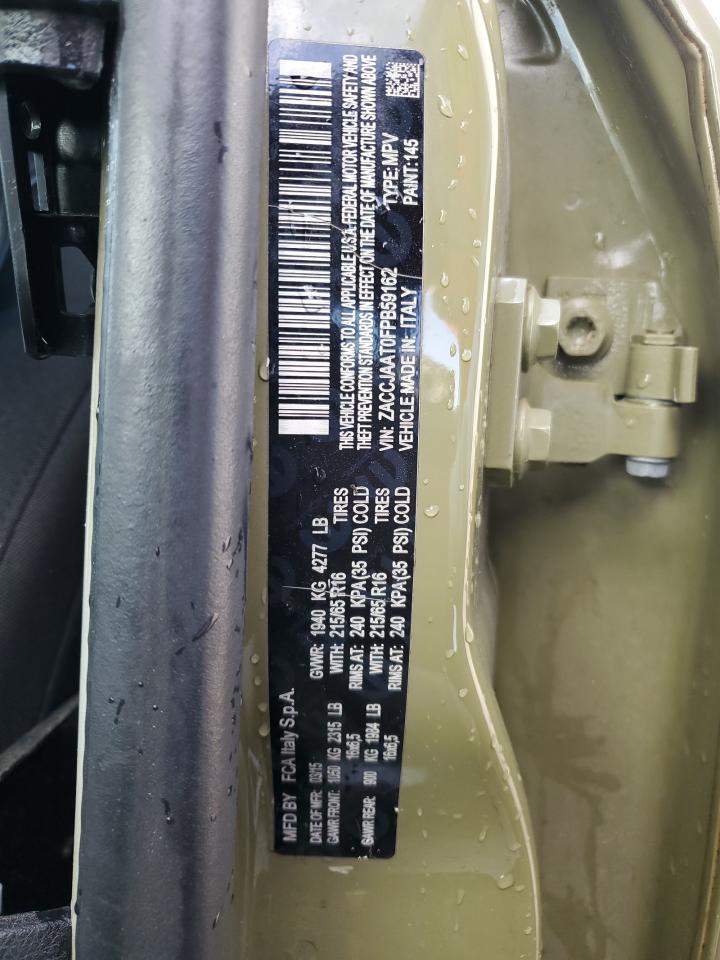 MFD BY FCA Italy S.p.A.
DATE OF MFR: 03/15 GVWR: 1940 KG 4277 LB
GAWR FRONT: 1050 KG 2315 LB WITH: 215/65 R16 TIRES
16x6,5 RIMS AT: 240 KPA(35 PSI) COLD
GAWR REAR: 900 KG 1984 LB WITH: 215/65 R16 TIRES
16x6,5 RIMS AT: 240 KPA(35 PSI) COLD
THIS VEHICLE CONFORMS TO ALL APPLICABLE U.S.A. FEDERAL MOTOR VEHICLE SAFETY AND
THEFT PREVENTION STANDARDS IN EFFECT ON THE DATE OF MANUFACTURE SHOWN ABOVE
VIN: ZACCJAAT0FPB59162 TYPE: MPV
VEHICLE MADE IN: ITALY PAINT: 145